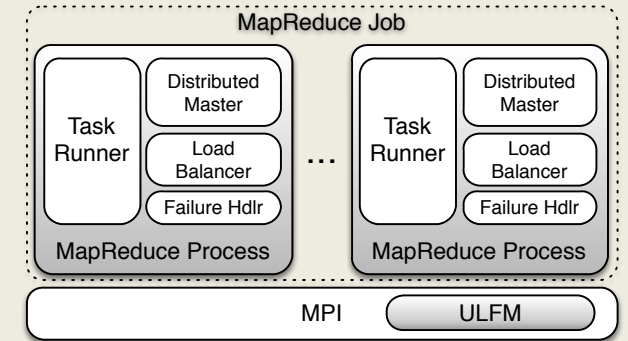 MapReduce Job
Task
Runner
Distributed
Master
Load
Balancer
Failure Hdlr
MapReduce Process
...
Task
Runner
Distributed
Master
Load
Balancer
Failure Hdlr
MapReduce Process
MPI
ULFM